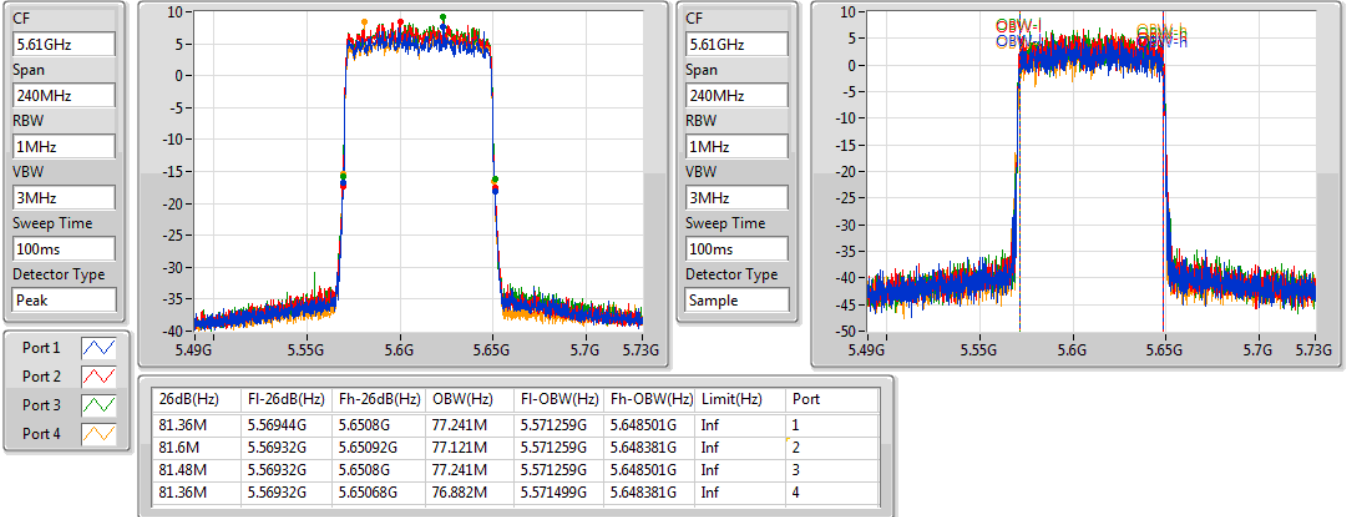 CF
5.61GHz
Span
240MHz
RBW
1MHz
VBW
3MHz
Sweep Time
100ms
Detector Type
Peak
10
5
0
-5
-10
-15
-20
-25
-30
-35
-40
5.49G 5.55G 5.6G 5.65G 5.7G 5.73G
CF
5.61GHz
Span
240MHz
RBW
1MHz
VBW
3MHz
Sweep Time
100ms
Detector Type
Sample
10
5
0
-5
-10
-15
-20
-25
-30
-35
-40
-45
-50
OBW-l OBW-h
5.49G 5.55G 5.6G 5.65G 5.7G 5.73G
Port 1
Port 2
Port 3
Port 4
26dB(Hz) Fl-26dB(Hz) Fh-26dB(Hz) OBW(Hz) Fl-OBW(Hz) Fh-OBW(Hz) Limit(Hz) Port
81.36M 5.56944G 5.6508G 77.241M 5.571259G 5.648501G Inf 1
81.6M 5.56932G 5.65092G 77.121M 5.571259G 5.648381G Inf 2
81.48M 5.56932G 5.6508G 77.241M 5.571259G 5.648501G Inf 3
81.36M 5.56932G 5.65068G 76.882M 5.571499G 5.648381G Inf 4